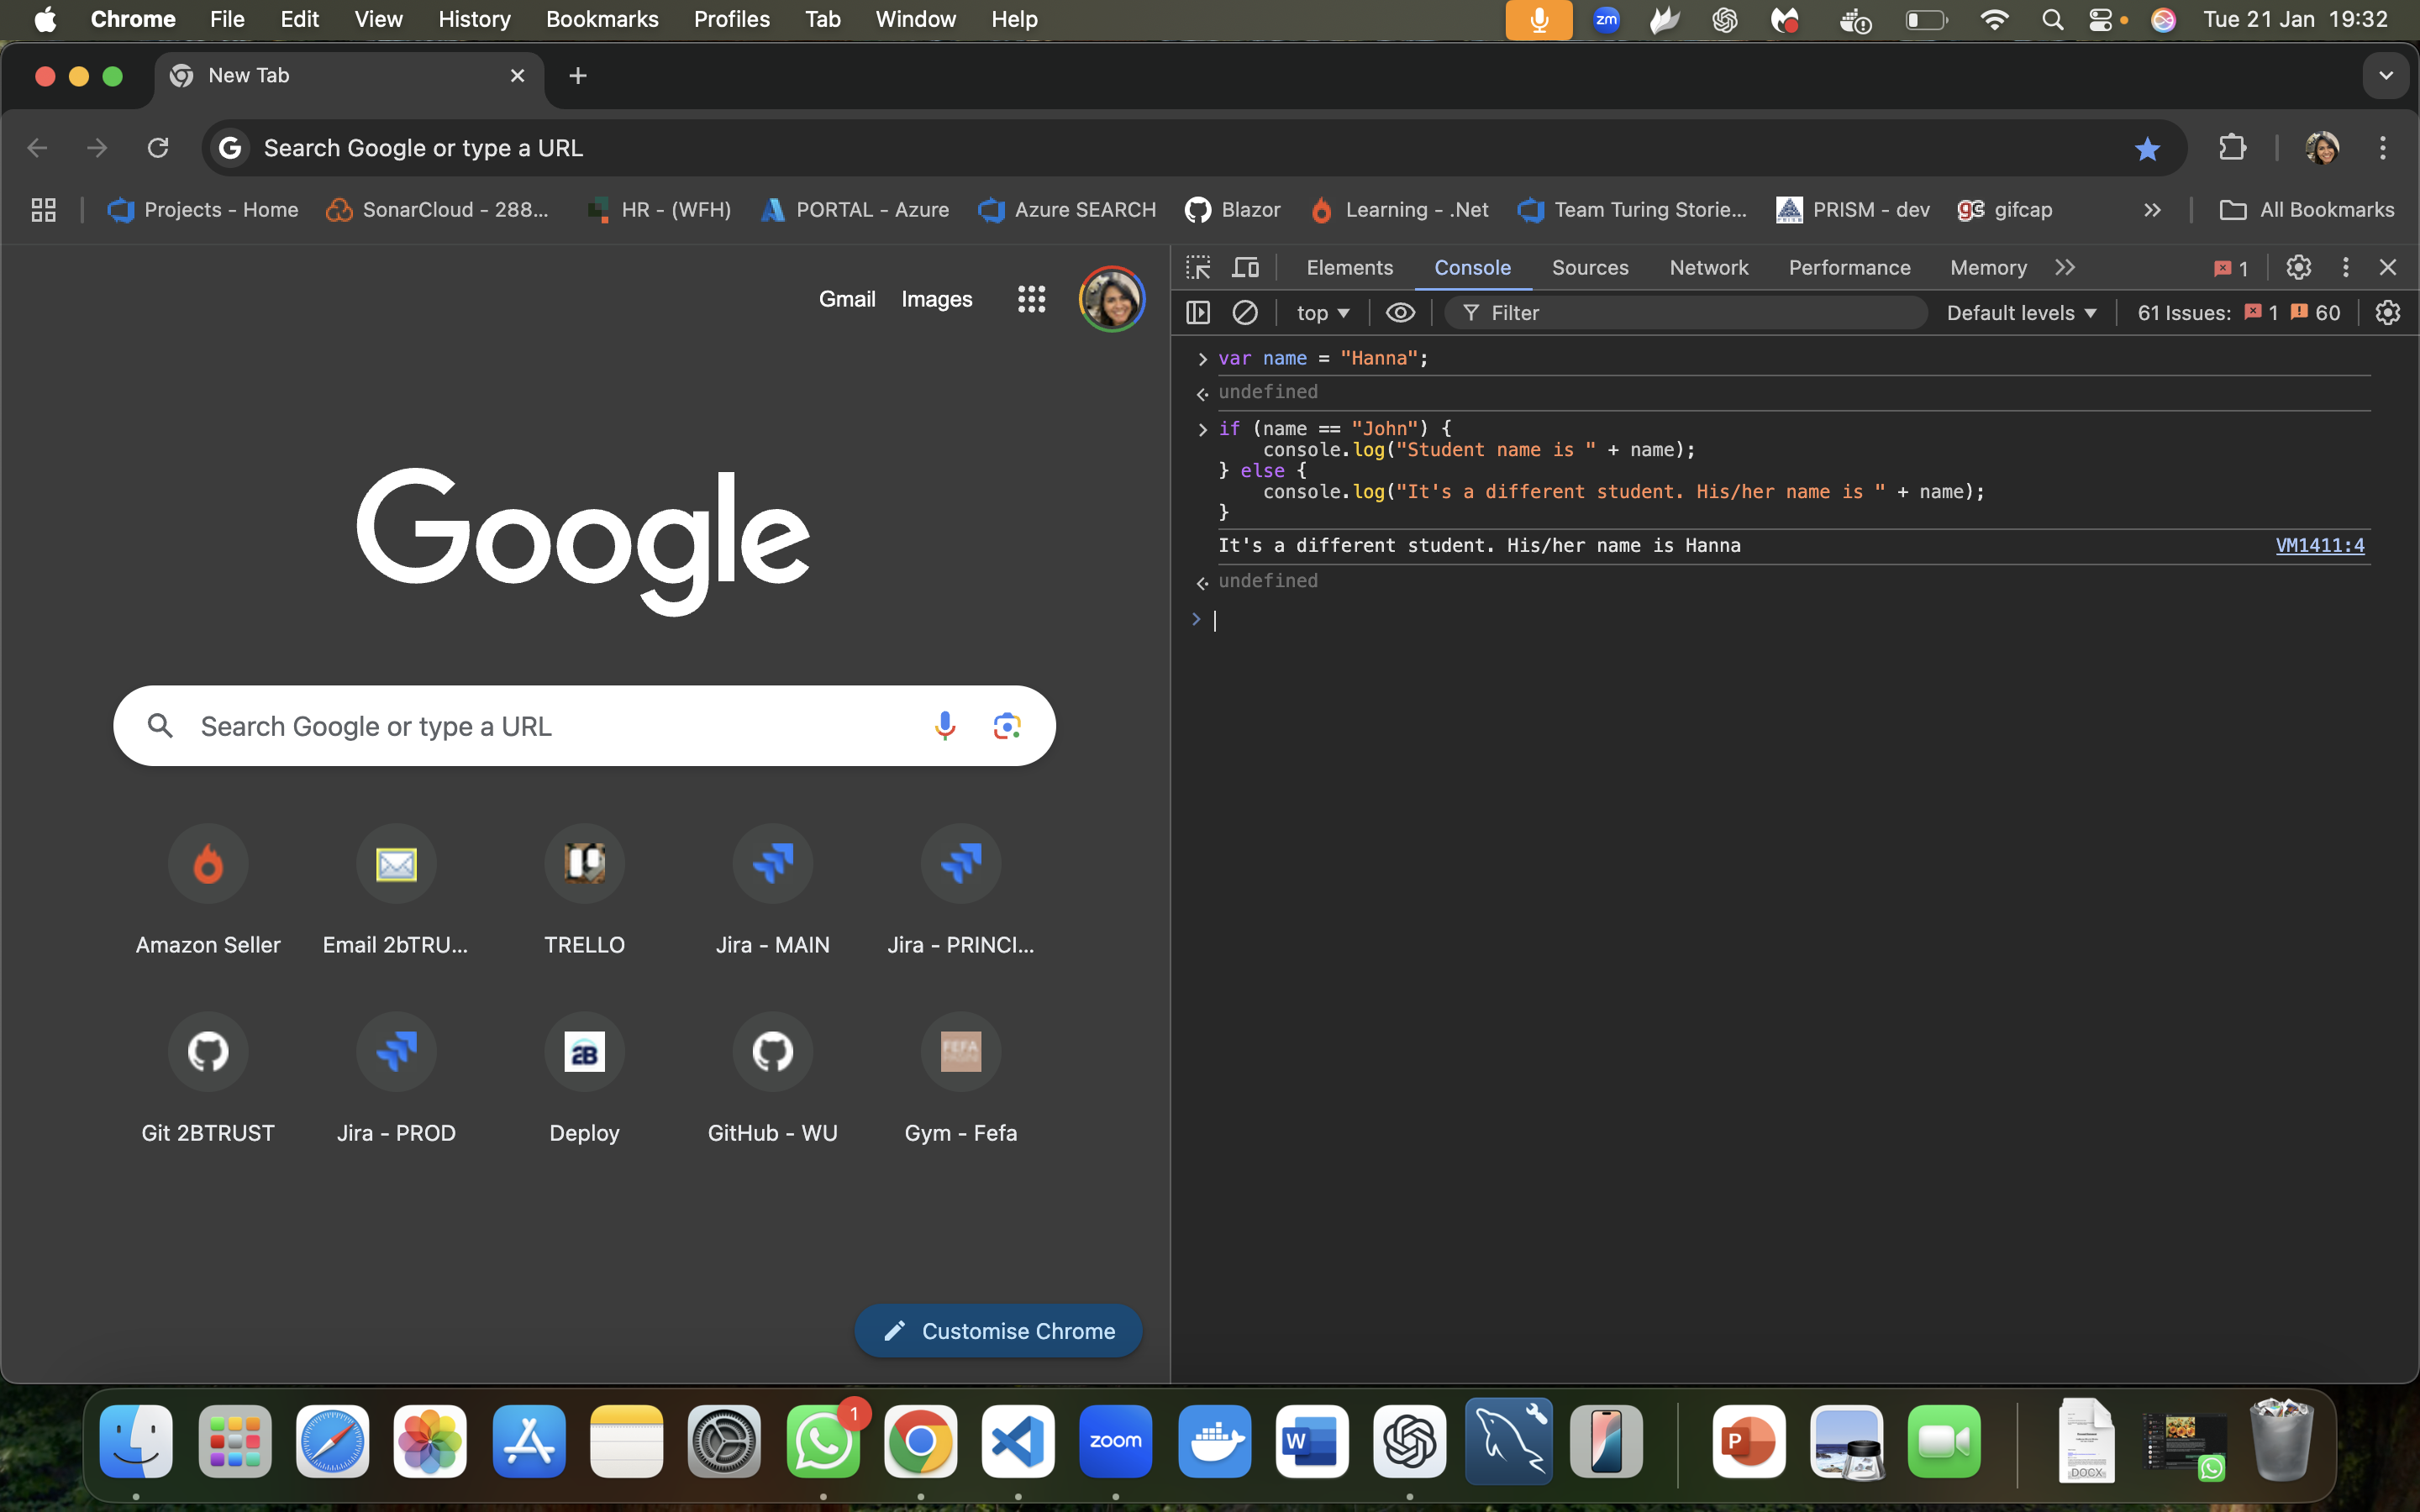 Chrome File Edit View History Bookmarks Profiles Tab Window Help zm Tue 21 Jan 19:32
New Tab
Search Google or type a URL
Projects - Home SonarCloud - 288... HR - (WFH) PORTAL - Azure Azure SEARCH Blazor Learning - .Net Team Turing Storie... PRISM - dev g3 gifcap All Bookmarks
Gmail Images
Elements Console Sources Network Performance Memory 1
top Filter Default levels 61 Issues: 1 60
var name = "Hanna";
undefined
if (name == "John") {
console.log("Student name is " + name);
} else {
console.log("It's a different student. His/her name is " + name);
}
It's a different student. His/her name is Hanna VM1411:4
undefined
Google
Search Google or type a URL
Amazon Seller Email 2bTRU... TRELLO Jira - MAIN Jira - PRINCI...
2B FEFA
Git 2BTRUST Jira - PROD Deploy GitHub - WU Gym - Fefa
Customise Chrome
1 zoom W P DOCX